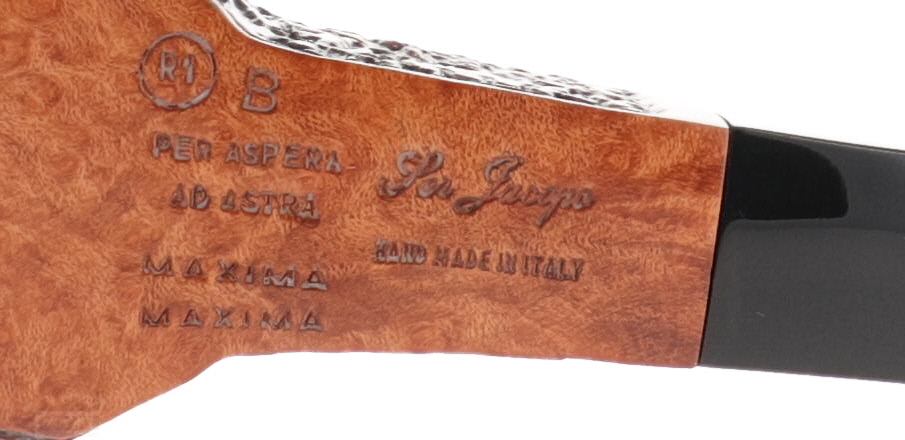 R1 B
PER ASPERA
AD ASTRA
MAXIMA
MAXIMA
Ser Jacopo
HAND MADE IN ITALY